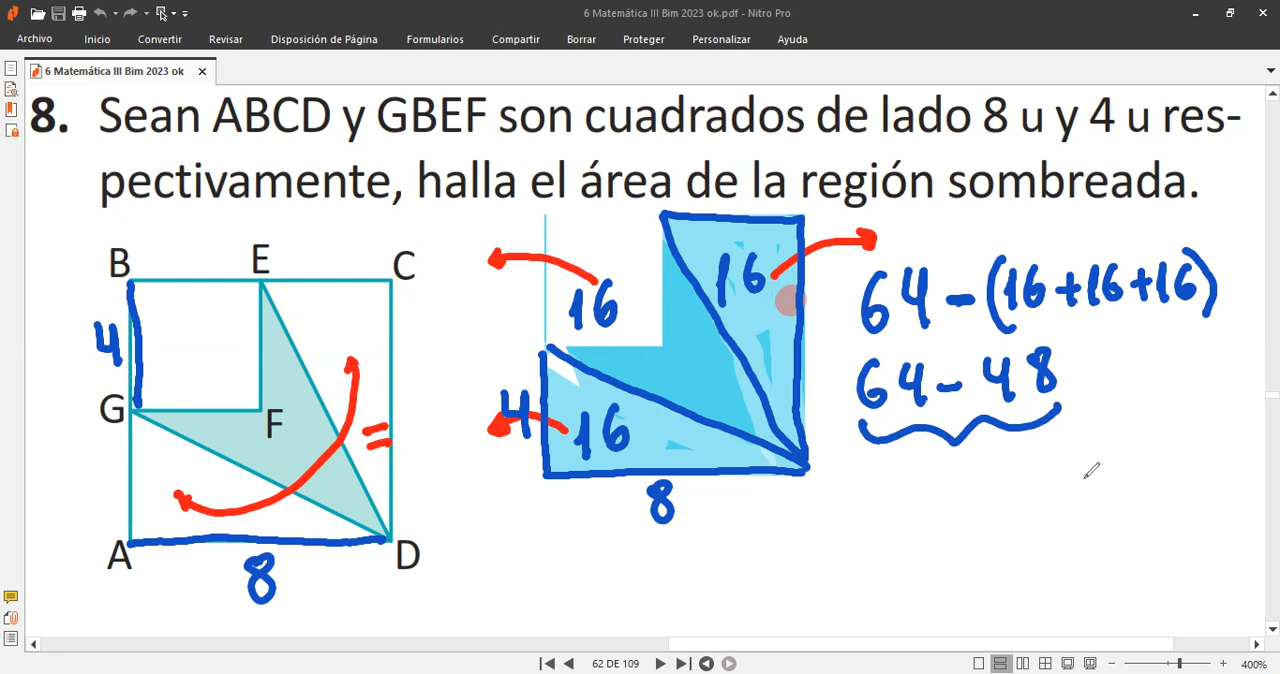 6 Matemática III Bim 2023 ok.pdf - Nitro Pro
Archivo Inicio Convertir Revisar Disposición de Página Formularios Compartir Borrar Proteger Personalizar Ayuda
6 Matemática III Bim 2023 ok
8. Sean ABCD y GBEF son cuadrados de lado 8 u y 4 u res-
pectivamente, halla el área de la región sombreada.
B E C
4
G F
A D
8
16 16
4 16
8
64 - (16 + 16 + 16)
64 - 48
62 DE 109
400%